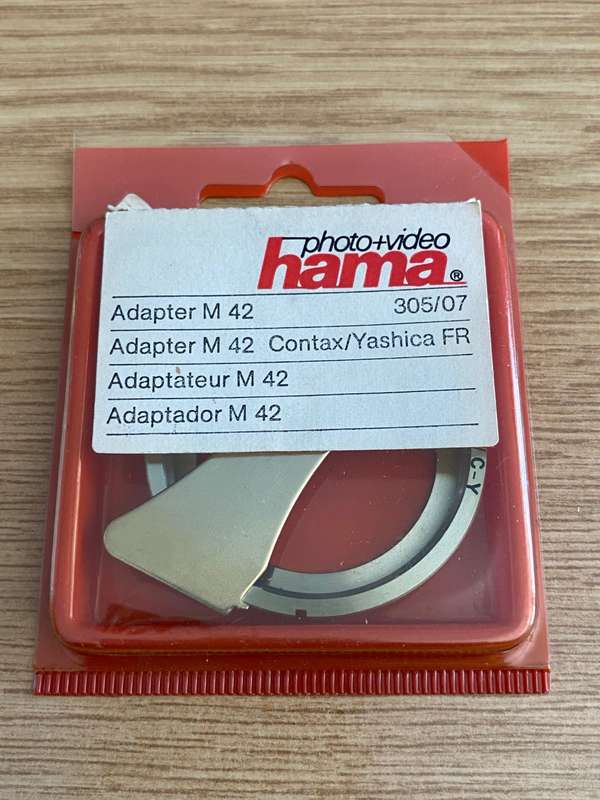 photo+video
hama®
Adapter M 42 305/07
Adapter M 42 Contax/Yashica FR
Adaptateur M 42
Adaptador M 42
C-Y